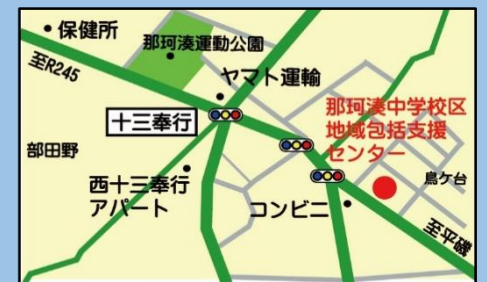 保健所
那珂湊運動公園
至R245
ヤマト運輸
十三奉行
那珂湊中学校区
地域包括支援
センター
部田野
西十三奉行
アパート
鳥ケ台
コンビニ
至